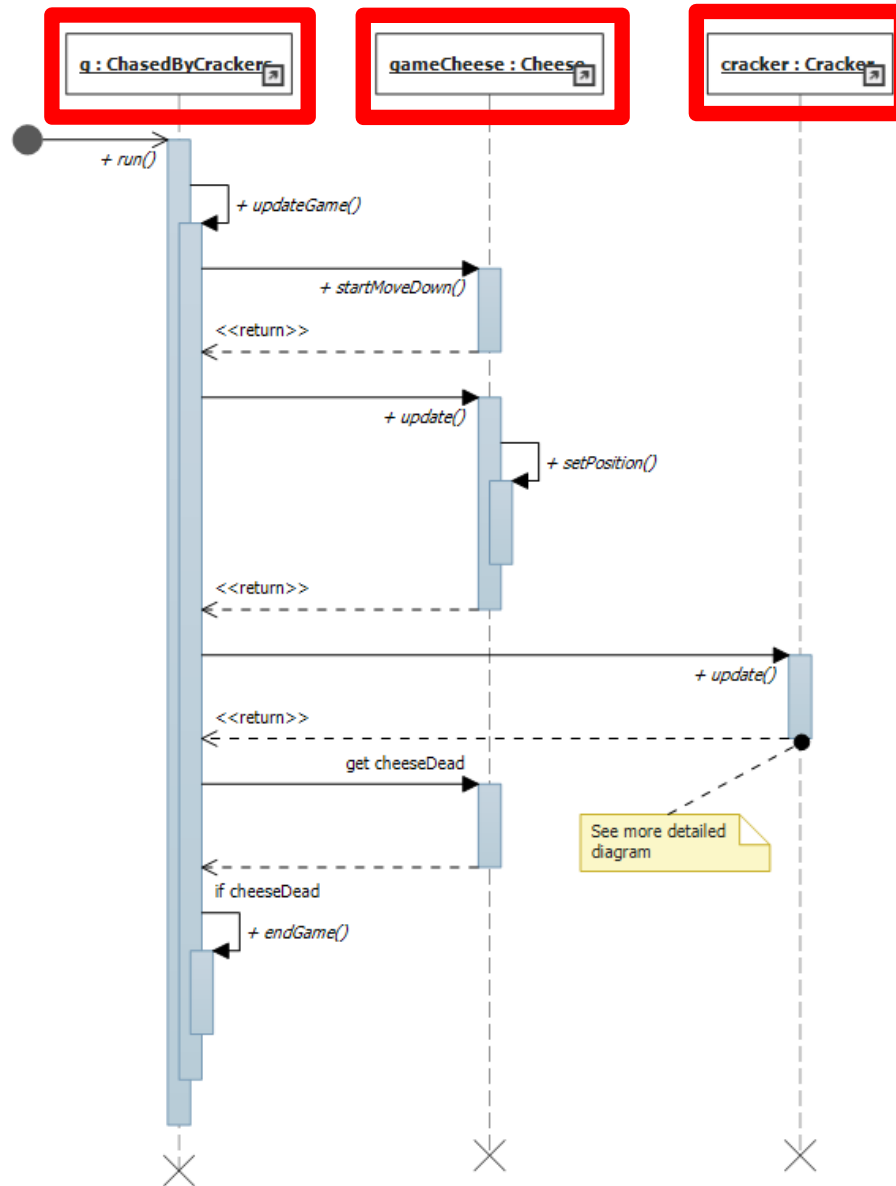 g : ChasedByCrackers
gameCheese : Cheese
cracker : Cracker
+ run()
+ updateGame()
+ startMoveDown()
<<return>>
+ update()
+ setPosition()
<<return>>
+ update()
<<return>>
get cheeseDead
See more detailed
diagram
if cheeseDead
+ endGame()